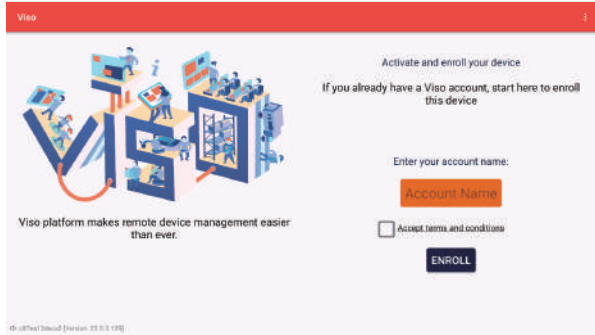 Viso
Activate and enroll your device
If you already have a Viso account, start here to enroll
this device
VISO
Enter your account name:
Account Name
Viso platform makes remote device management easier
than ever.
Accept terms and conditions
ENROLL